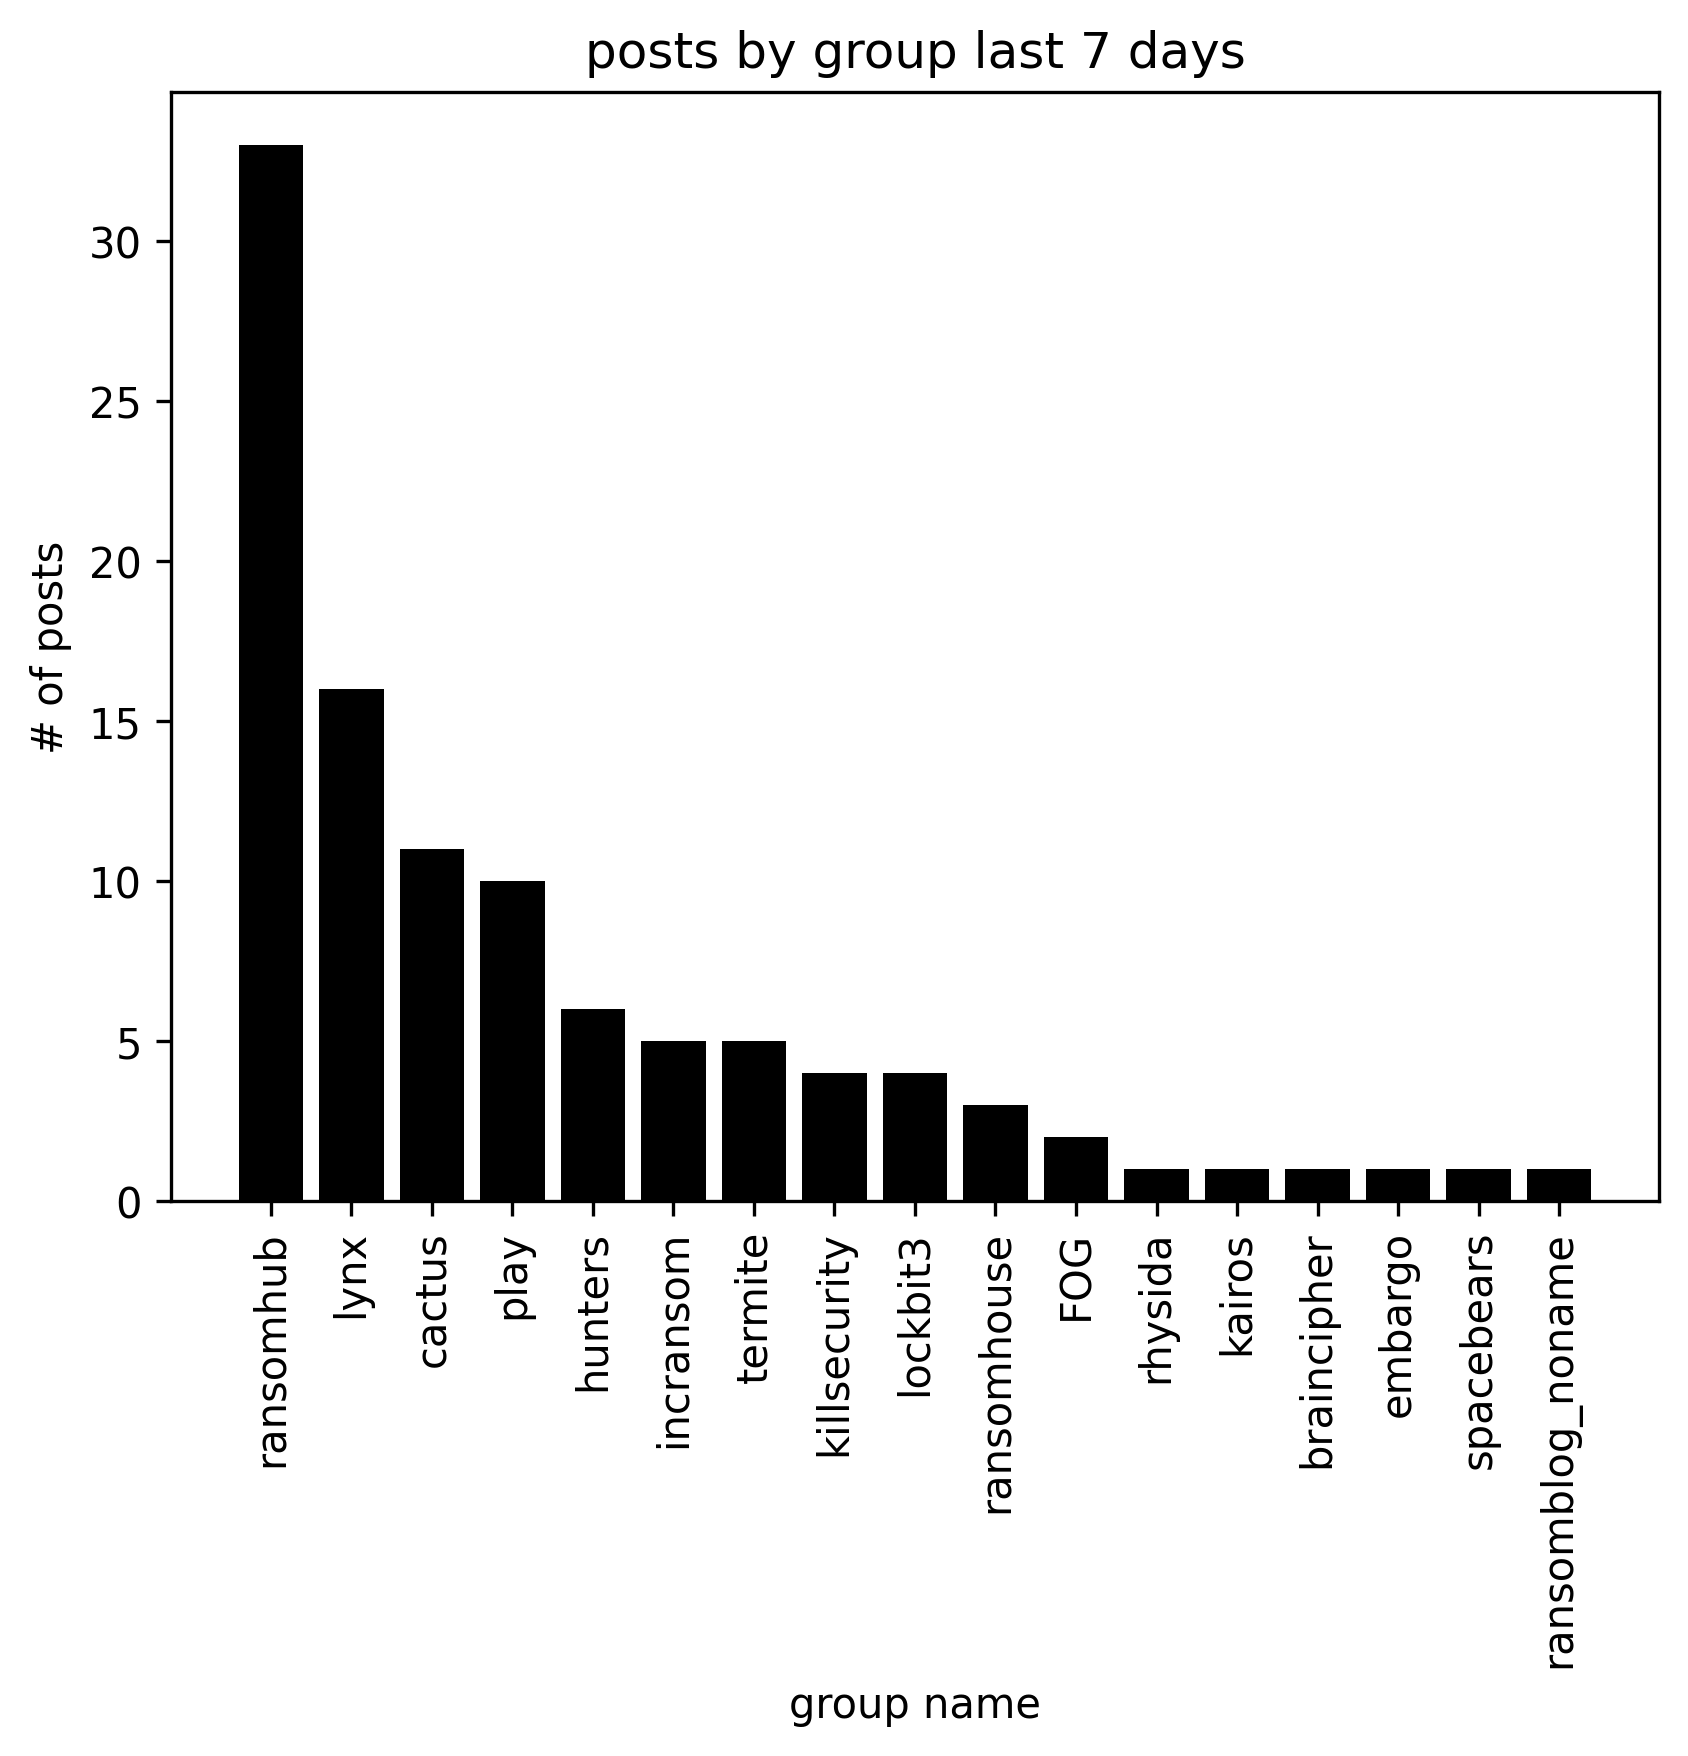 posts by group last 7 days
# of posts
30
25
20
15
10
5
0
ransomhub
lynx
cactus
play
hunters
incransom
termite
killsecurity
lockbit3
ransomhouse
FOG
rhysida
kairos
braincipher
embargo
spacebears
ransomblog_noname
group name